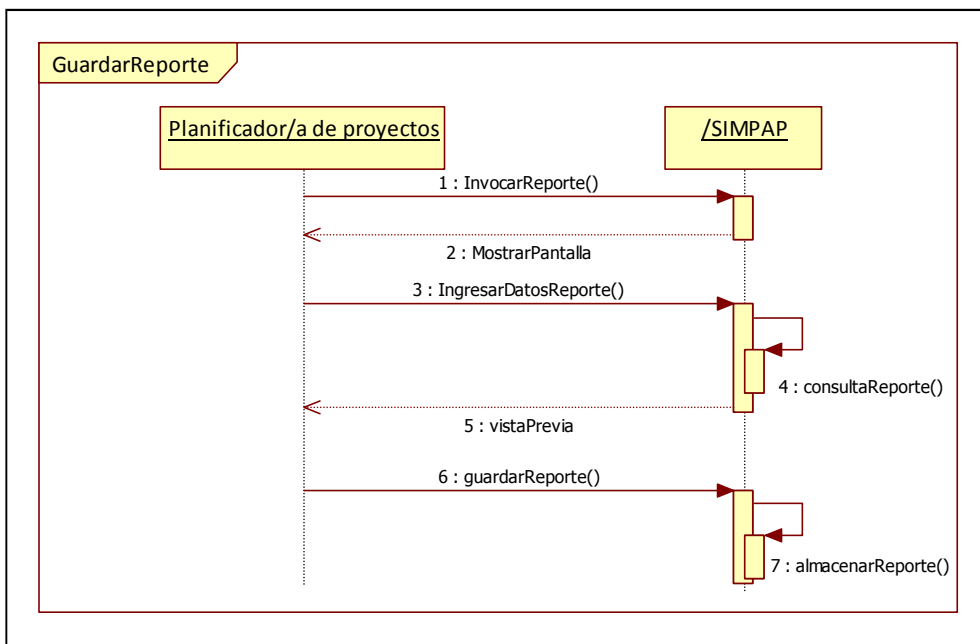 GuardarReporte
Planificador/a de proyectos
/SIMPAP
1 : InvocarReporte()
2 : MostrarPantalla
3 : IngresarDatosReporte()
4 : consultaReporte()
5 : vistaPrevia
6 : guardarReporte()
7 : almacenarReporte()